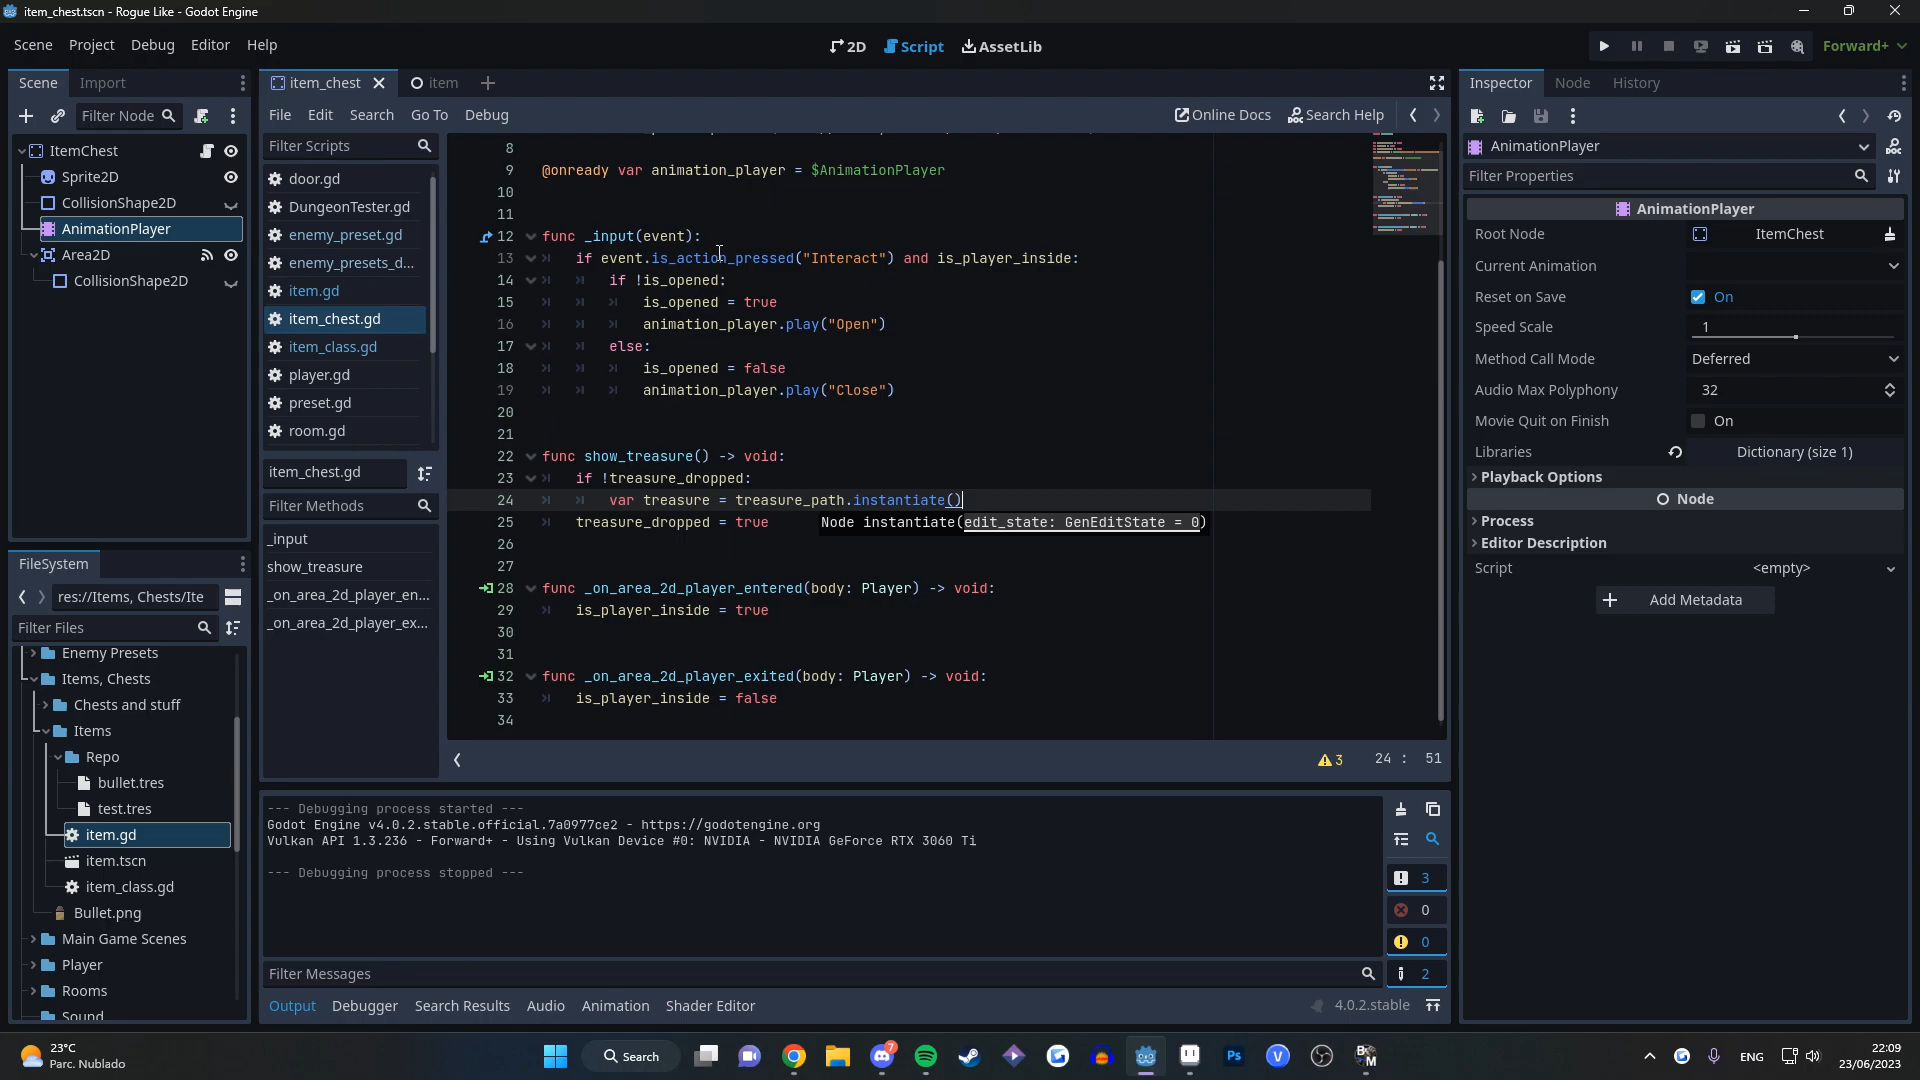 item_chest.tscn - Rogue Like - Godot Engine
Scene Project Debug Editor Help
2D Script AssetLib
Forward+
Scene Import
Filter Node
ItemChest
Sprite2D
CollisionShape2D
AnimationPlayer
Area2D
CollisionShape2D
FileSystem
res://Items, Chests/Ite
Filter Files
Enemy Presets
Items, Chests
Chests and stuff
Items
Repo
bullet.tres
test.tres
item.gd
item.tscn
item_class.gd
Bullet.png
Main Game Scenes
Player
Rooms
Sound
item_chest item
File Edit Search Go To Debug
Online Docs Search Help
Filter Scripts
door.gd
DungeonTester.gd
enemy_preset.gd
enemy_presets_d...
item.gd
item_chest.gd
item_class.gd
player.gd
preset.gd
room.gd
item_chest.gd
Filter Methods
_input
show_treasure
_on_area_2d_player_en...
_on_area_2d_player_ex...
8
9 @onready var animation_player = $AnimationPlayer
10
11
12 func _input(event):
13 if event.is_action_pressed("Interact") and is_player_inside:
14 if !is_opened:
15 is_opened = true
16 animation_player.play("Open")
17 else:
18 is_opened = false
19 animation_player.play("Close")
20
21
22 func show_treasure() -> void:
23 if !treasure_dropped:
24 var treasure = treasure_path.instantiate()
25 treasure_dropped = true Node instantiate(edit_state: GenEditState = 0)
26
27
28 func _on_area_2d_player_entered(body: Player) -> void:
29 is_player_inside = true
30
31
32 func _on_area_2d_player_exited(body: Player) -> void:
33 is_player_inside = false
34
3 24 : 51
--- Debugging process started ---
Godot Engine v4.0.2.stable.official.7a0977ce2 - https://godotengine.org
Vulkan API 1.3.236 - Forward+ - Using Vulkan Device #0: NVIDIA - NVIDIA GeForce RTX 3060 Ti
--- Debugging process stopped ---
3
0
0
2
Filter Messages
Output Debugger Search Results Audio Animation Shader Editor
4.0.2.stable
Inspector Node History
AnimationPlayer
Filter Properties
AnimationPlayer
Root Node ItemChest
Current Animation
Reset on Save On
Speed Scale 1
Method Call Mode Deferred
Audio Max Polyphony 32
Movie Quit on Finish On
Libraries Dictionary (size 1)
Playback Options
Node
Process
Editor Description
Script <empty>
Add Metadata
23°C
Parc. Nublado
Search
7
Ps
V
ENG
22:09
23/06/2023